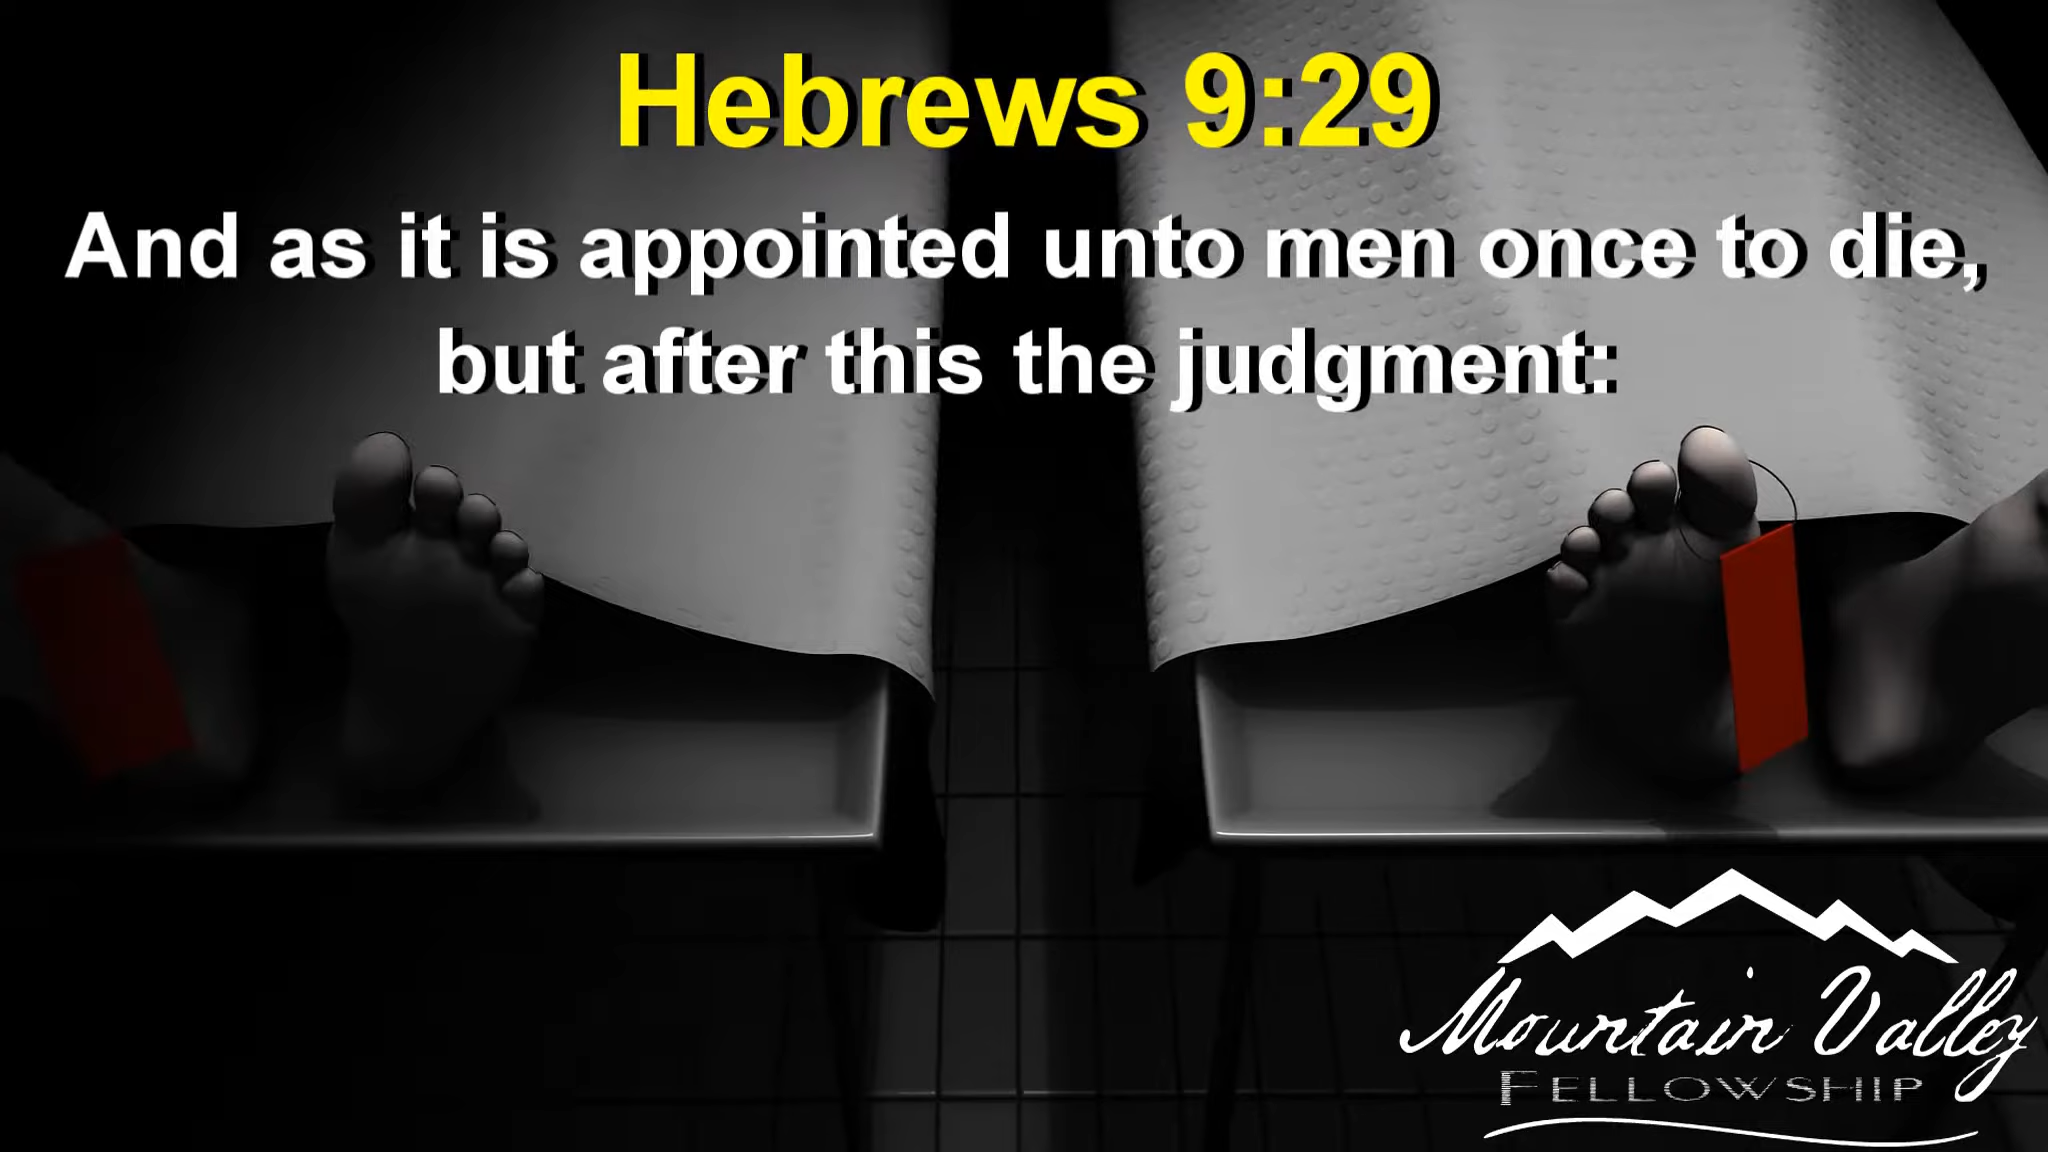 Hebrews 9:29
And as it is appointed unto men once to die,
but after this the judgment:
Mountain Valley
FELLOWSHIP